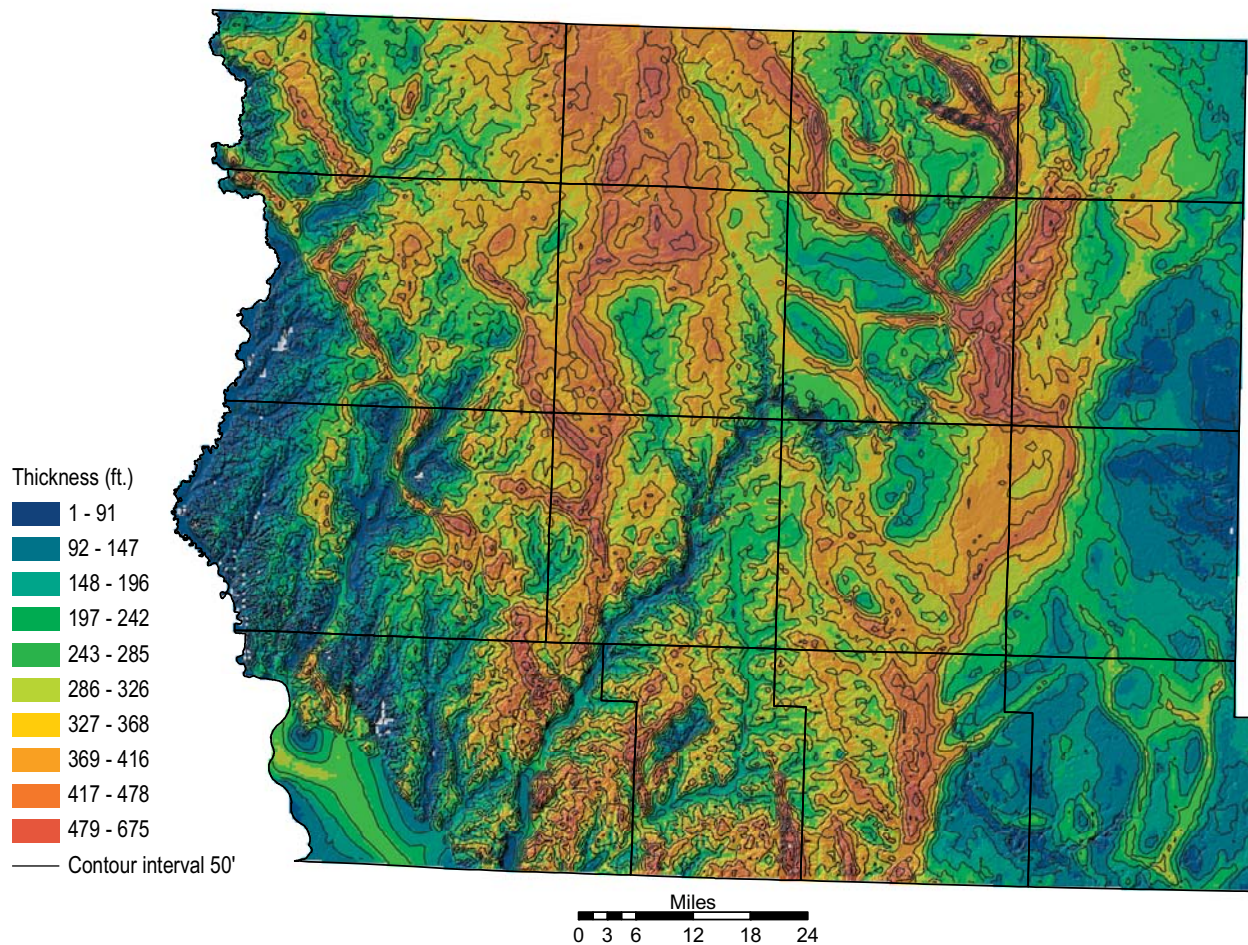 Thickness (ft.)
1 - 91
92 - 147
148 - 196
197 - 242
243 - 285
286 - 326
327 - 368
369 - 416
417 - 478
479 - 675
Contour interval 50'
Miles
0 3 6 12 18 24